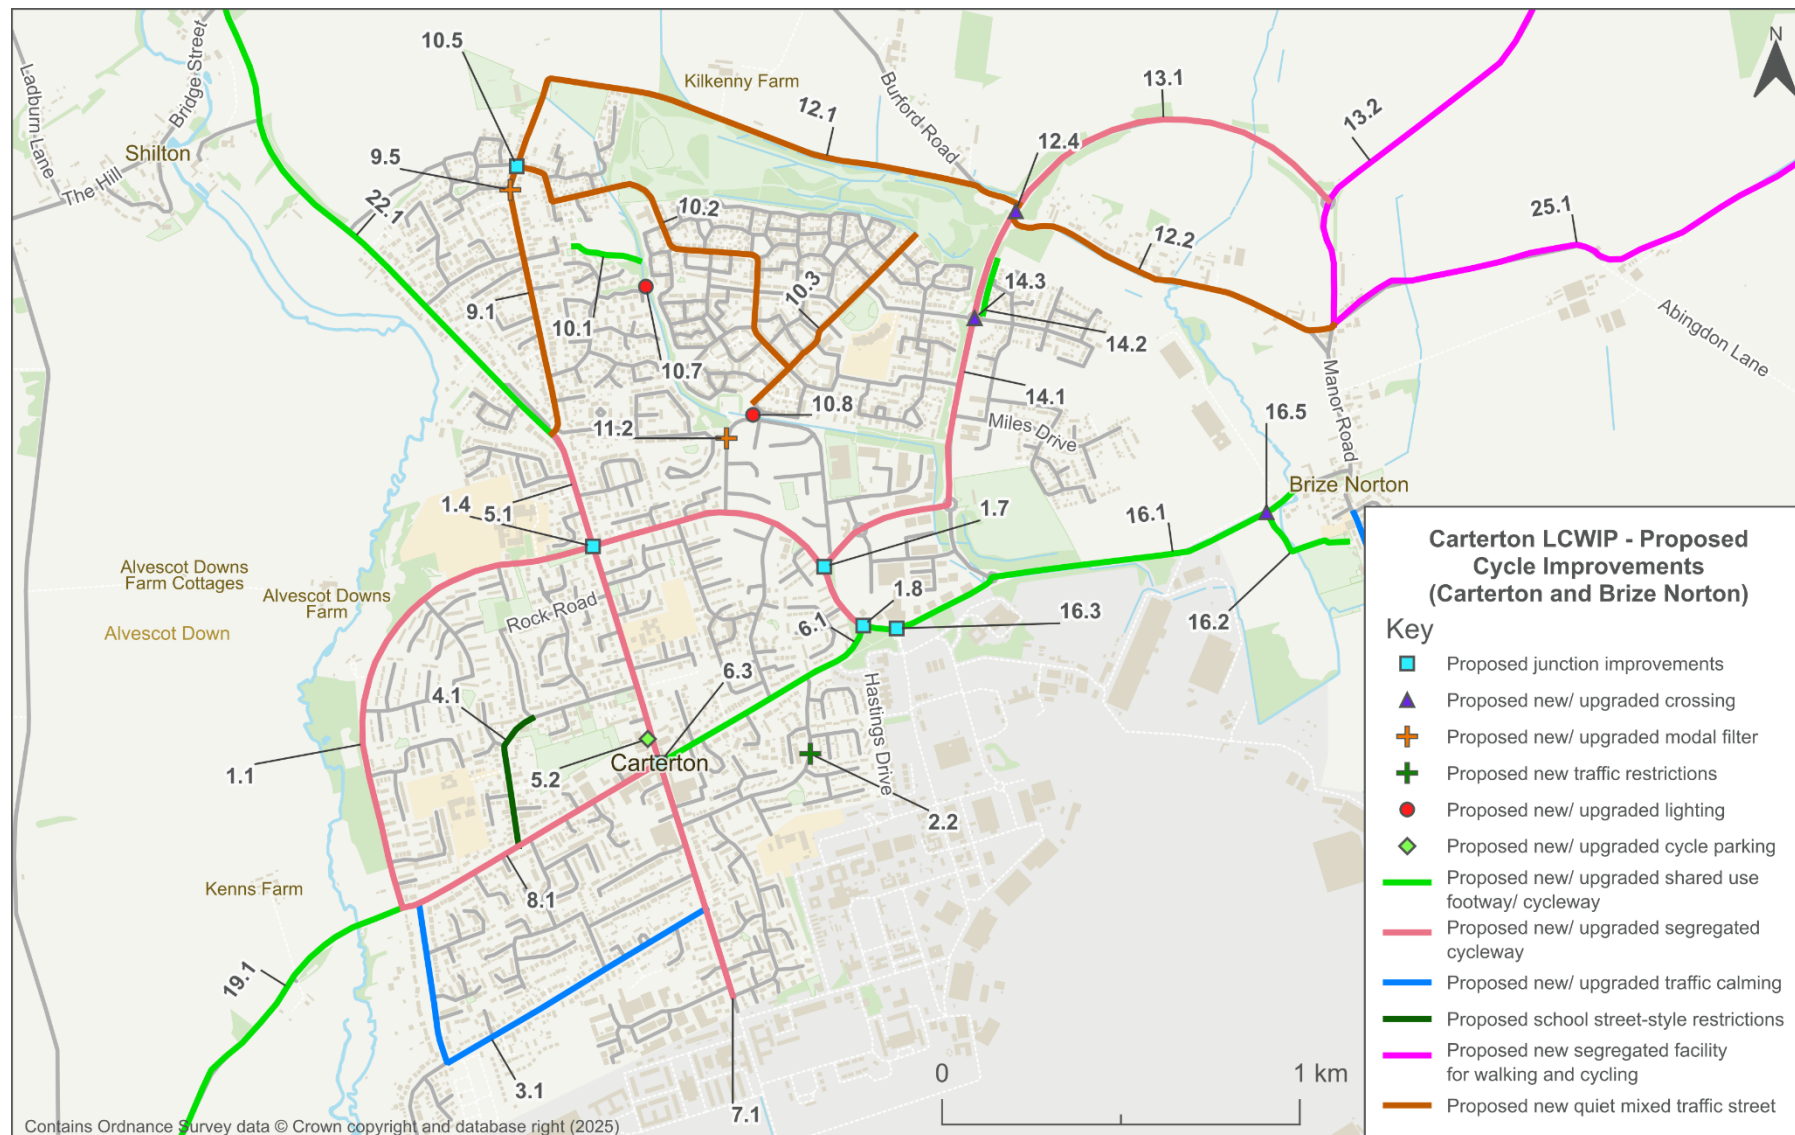 10.5
Bridge Street
Ladburn Lane
Kilkenny Farm
Burford Road
13.1
N
12.1
13.2
12.4
Shilton
9.5
The Hill
22.1
10.2
25.1
12.2
10.3
14.3
9.1
10.1
14.2
Abingdon Lane
10.7
14.1
Manor Road
10.8
11.2
Miles Drive
16.5
Brize Norton
1.4
5.1
1.7
16.1
Alvescot Downs
Farm Cottages
Alvescot Downs
Farm
Rock Road
1.8
16.3
16.2
Alvescot Down
6.1
6.3
4.1
Hastings Drive
Carterton
1.1
5.2
2.2
Kenns Farm
8.1
19.1
3.1
7.1
0
1 km
Contains Ordnance Survey data © Crown copyright and database right (2025)
Carterton LCWIP - Proposed
Cycle Improvements
(Carterton and Brize Norton)
Key
Proposed junction improvements
Proposed new/ upgraded crossing
Proposed new/ upgraded modal filter
Proposed new traffic restrictions
Proposed new/ upgraded lighting
Proposed new/ upgraded cycle parking
Proposed new/ upgraded shared use
footway/ cycleway
Proposed new/ upgraded segregated
cycleway
Proposed new/ upgraded traffic calming
Proposed school street-style restrictions
Proposed new segregated facility
for walking and cycling
Proposed new quiet mixed traffic street